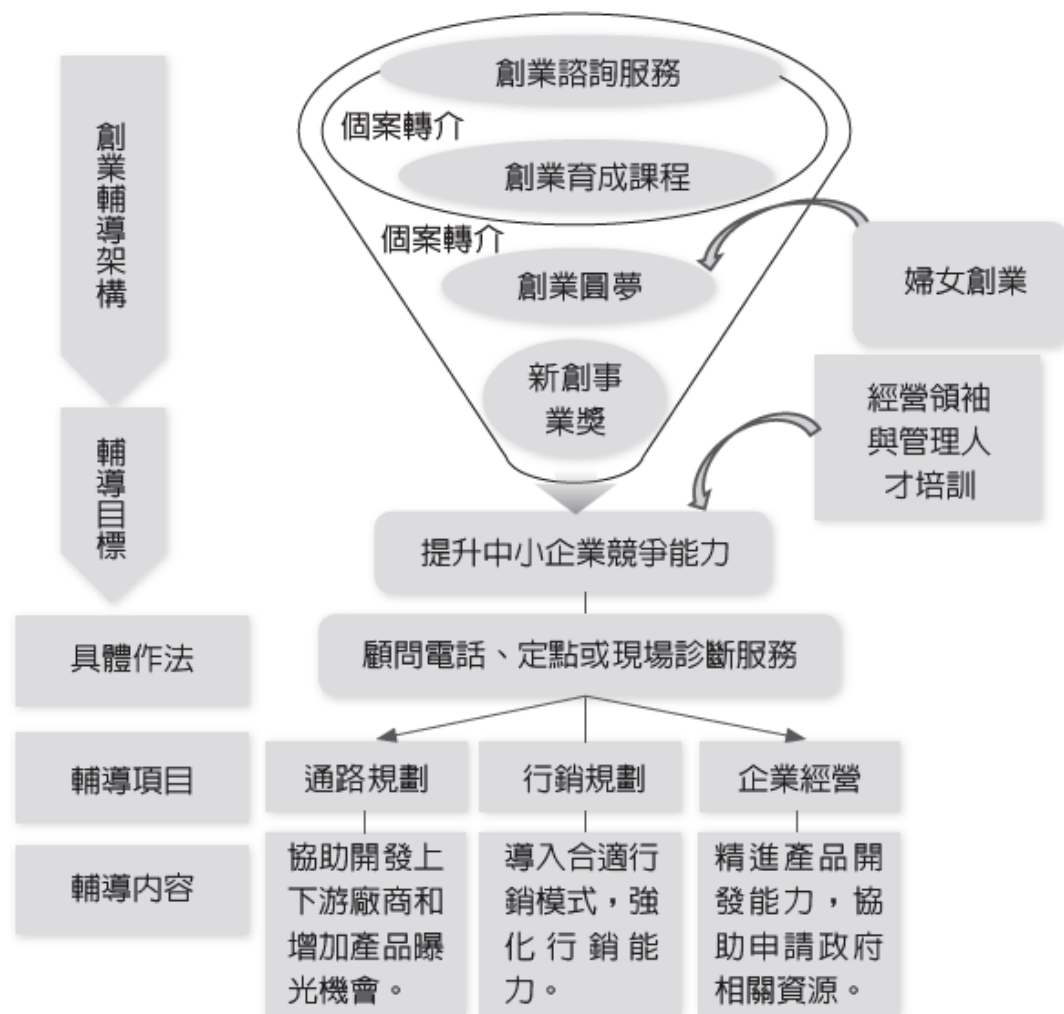 創業輔導架構
創業諮詢服務
個案轉介
創業育成課程
個案轉介
創業圓夢
婦女創業
新創事
業獎
經營領袖
與管理人
才培訓
輔導目標
提升中小企業競爭能力
具體作法
顧問電話、定點或現場診斷服務
輔導項目
通路規劃
行銷規劃
企業經營
輔導內容
協助開發上
下游廠商和
增加產品曝
光機會。
導入合適行
銷模式,強
化行銷能
力。
精進產品開
發能力,協
助申請政府
相關資源。